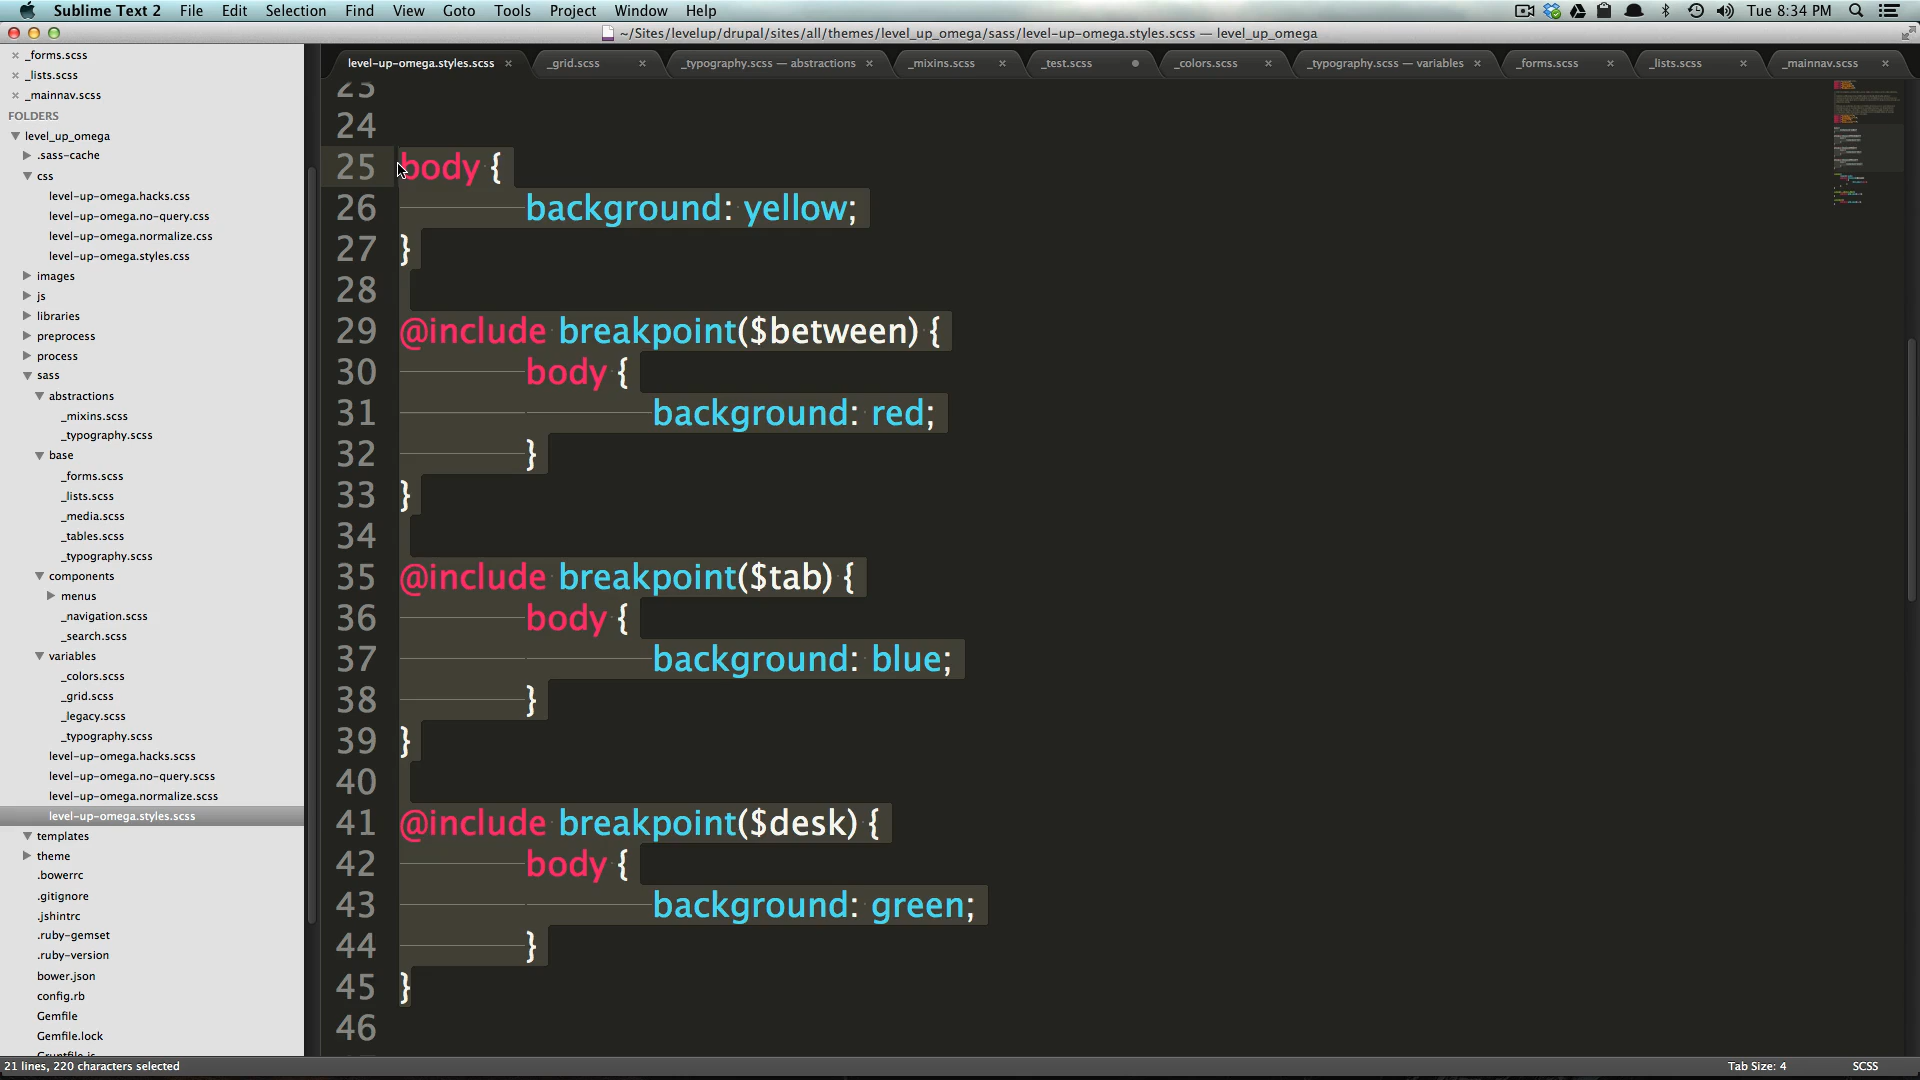 Sublime Text 2 File Edit Selection Find View Goto Tools Project Window Help Tue 8:34 PM
~/Sites/levelup/drupal/sites/all/themes/level_up_omega/sass/level-up-omega.styles.scss — level_up_omega
level-up-omega.styles.scss × _grid.scss × _typography.scss — abstractions × _mixins.scss × _test.scss _colors.scss × _typography.scss — variables × _forms.scss × _lists.scss × _mainnav.scss ×
× _forms.scss
× _lists.scss
× _mainnav.scss
FOLDERS
level_up_omega
.sass-cache
css
level-up-omega.hacks.css
level-up-omega.no-query.css
level-up-omega.normalize.css
level-up-omega.styles.css
images
js
libraries
preprocess
process
sass
abstractions
_mixins.scss
_typography.scss
base
_forms.scss
_lists.scss
_media.scss
_tables.scss
_typography.scss
components
menus
_navigation.scss
_search.scss
variables
_colors.scss
_grid.scss
_legacy.scss
_typography.scss
level-up-omega.hacks.scss
level-up-omega.no-query.scss
level-up-omega.normalize.scss
level-up-omega.styles.scss
templates
theme
.bowerrc
.gitignore
.jshintrc
.ruby-gemset
.ruby-version
bower.json
config.rb
Gemfile
Gemfile.lock
Gruntfile.js
23
24
25 body {
26 background: yellow;
27 }
28
29 @include breakpoint($between) {
30 body {
31 background: red;
32 }
33 }
34
35 @include breakpoint($tab) {
36 body {
37 background: blue;
38 }
39 }
40
41 @include breakpoint($desk) {
42 body {
43 background: green;
44 }
45 }
46
21 lines, 220 characters selected Tab Size: 4 SCSS